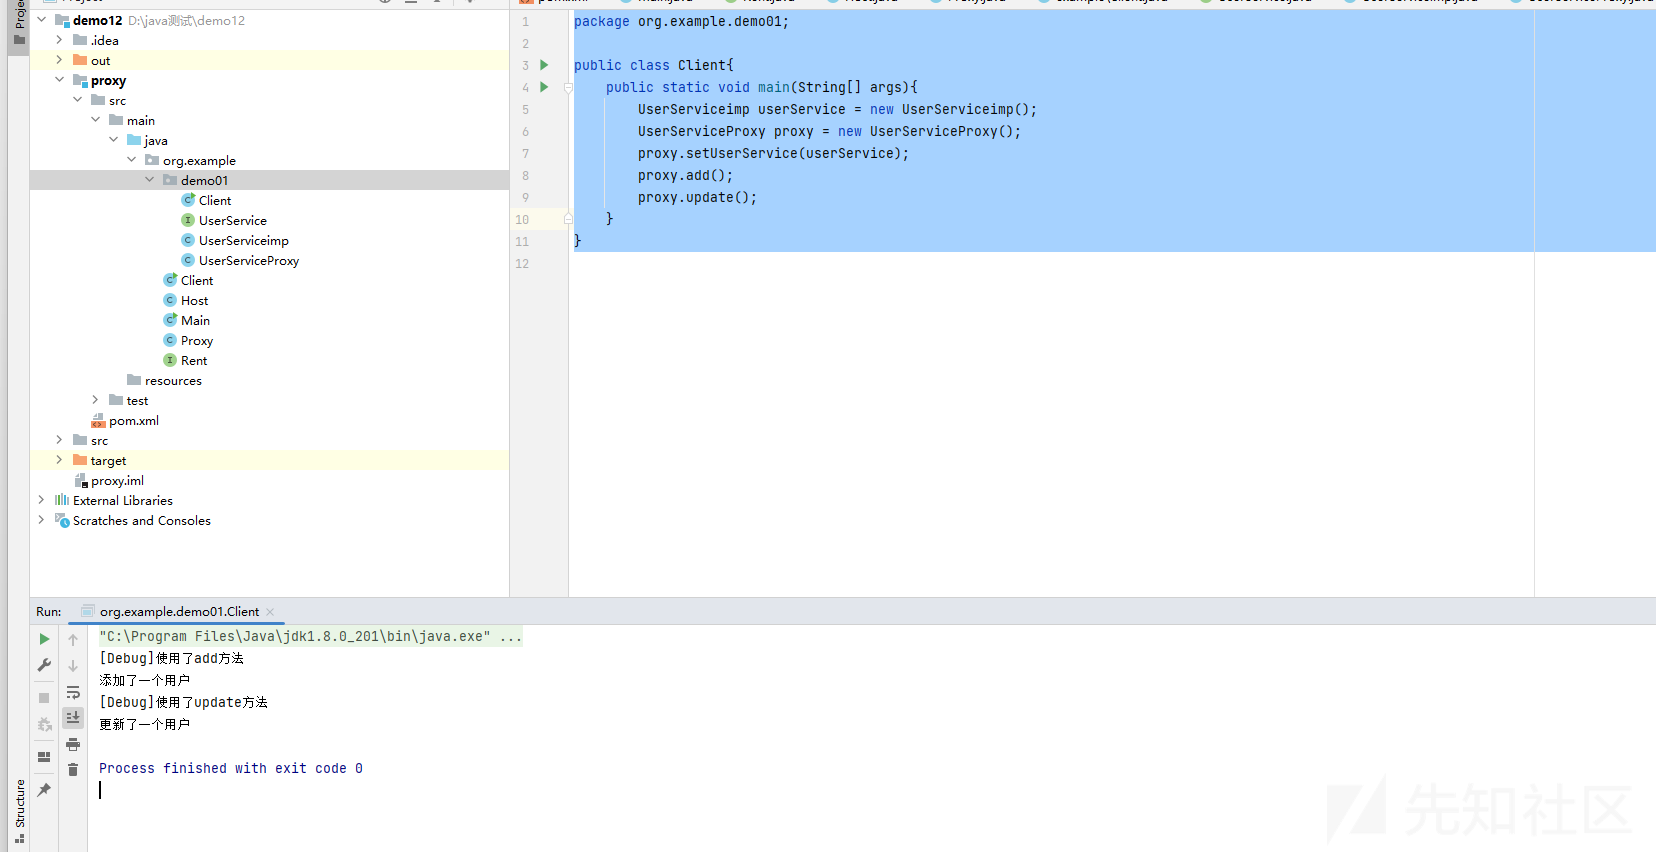 demo12 D:\java测试\demo12
.idea
out
proxy
src
main
java
org.example
demo01
Client
UserService
UserServiceimp
UserServiceProxy
Client
Host
Main
Proxy
Rent
resources
test
pom.xml
src
target
proxy.iml
External Libraries
Scratches and Consoles
1 package org.example.demo01;
2
3 public class Client{
4 public static void main(String[] args){
5 UserServiceimp userService = new UserServiceimp();
6 UserServiceProxy proxy = new UserServiceProxy();
7 proxy.setUserService(userService);
8 proxy.add();
9 proxy.update();
10 }
11 }
12
Run: org.example.demo01.Client
"C:\Program Files\Java\jdk1.8.0_201\bin\java.exe" ...
[Debug]使用了add方法
添加了一个用户
[Debug]使用了update方法
更新了一个用户
Process finished with exit code 0
Structure
先知社区